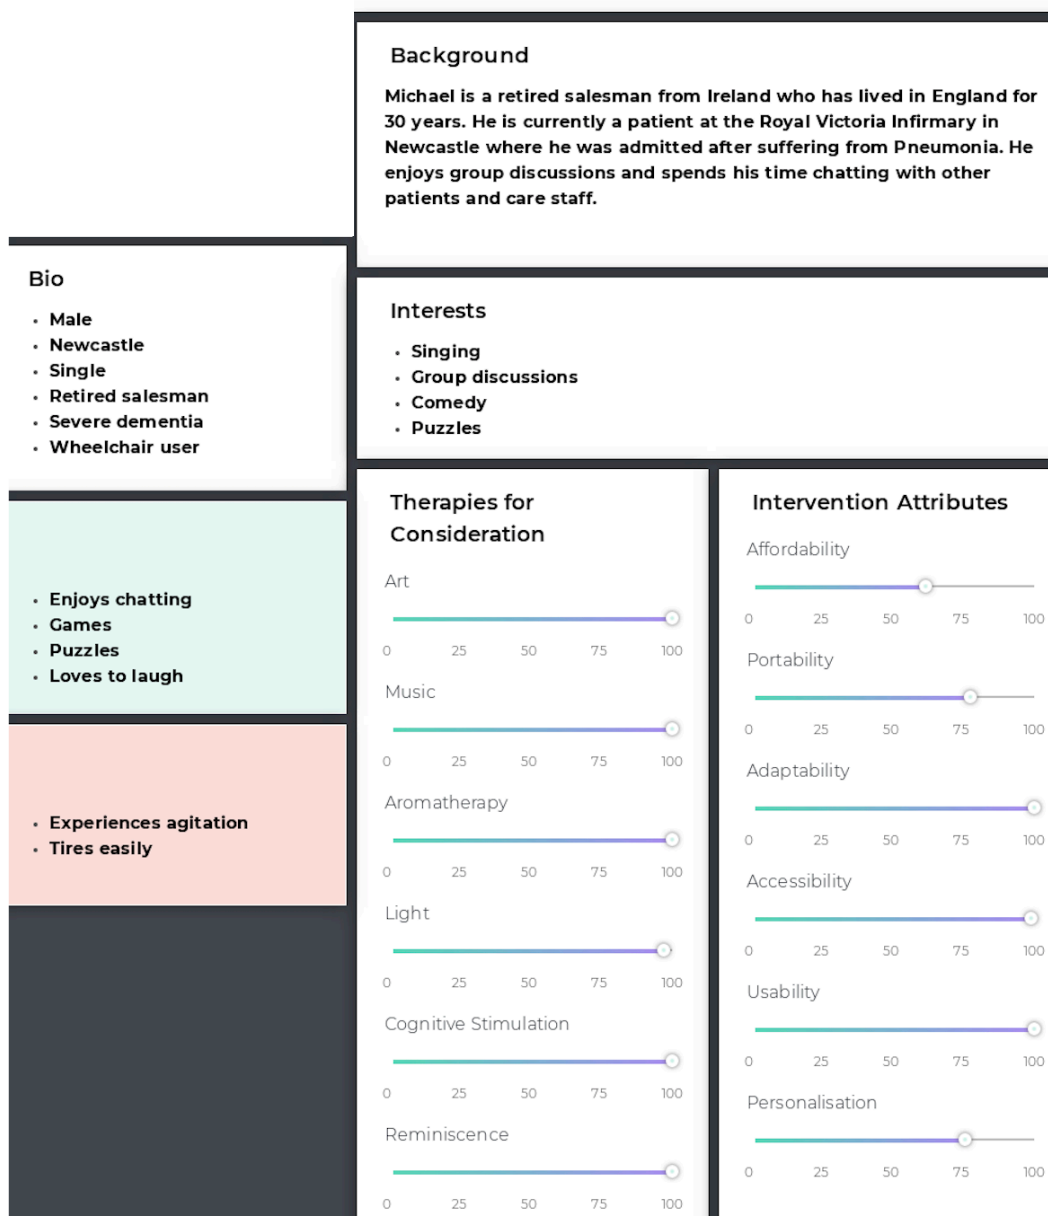 Background
Michael is a retired salesman from Ireland who has lived in England for
30 years. He is currently a patient at the Royal Victoria Infirmary in
Newcastle where he was admitted after suffering from Pneumonia. He
enjoys group discussions and spends his time chatting with other
patients and care staff.
Bio
• Male
• Newcastle
• Single
• Retired salesman
• Severe dementia
• Wheelchair user
• Enjoys chatting
• Games
• Puzzles
• Loves to laugh
• Experiences agitation
• Tires easily
Interests
• Singing
• Group discussions
• Comedy
• Puzzles
Therapies for
Consideration
Art
0 25 50 75 100
Music
0 25 50 75 100
Aromatherapy
0 25 50 75 100
Light
0 25 50 75 100
Cognitive Stimulation
0 25 50 75 100
Reminiscence
0 25 50 75 100
Intervention Attributes
Affordability
0 25 50 75 100
Portability
0 25 50 75 100
Adaptability
0 25 50 75 100
Accessibility
0 25 50 75 100
Usability
0 25 50 75 100
Personalisation
0 25 50 75 100